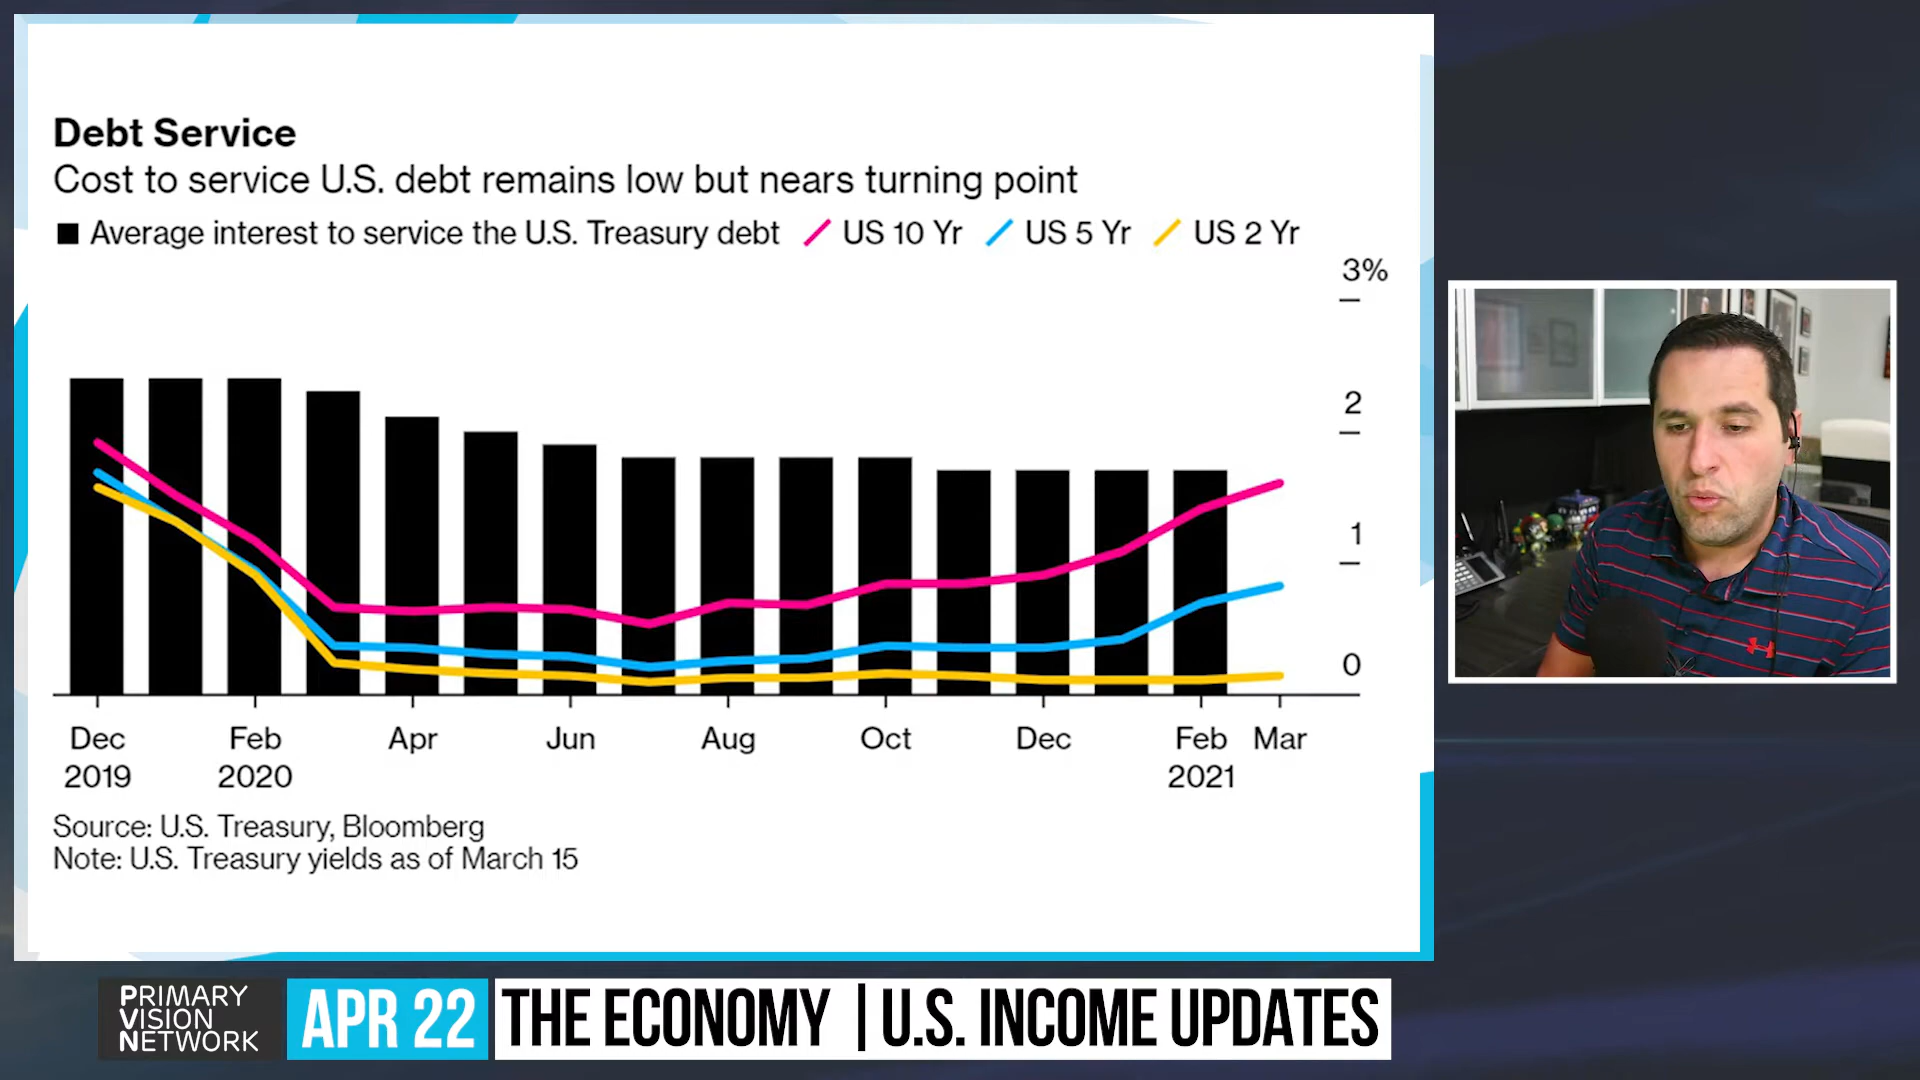 Debt Service
Cost to service U.S. debt remains low but nears turning point
Average interest to service the U.S. Treasury debt US 10 Yr US 5 Yr US 2 Yr
3%
2
1
0
Dec Feb Apr Jun Aug Oct Dec Feb Mar
2019 2020 2021
Source: U.S. Treasury, Bloomberg
Note: U.S. Treasury yields as of March 15
PRIMARY
VISION
NETWORK
APR 22
THE ECONOMY | U.S. INCOME UPDATES